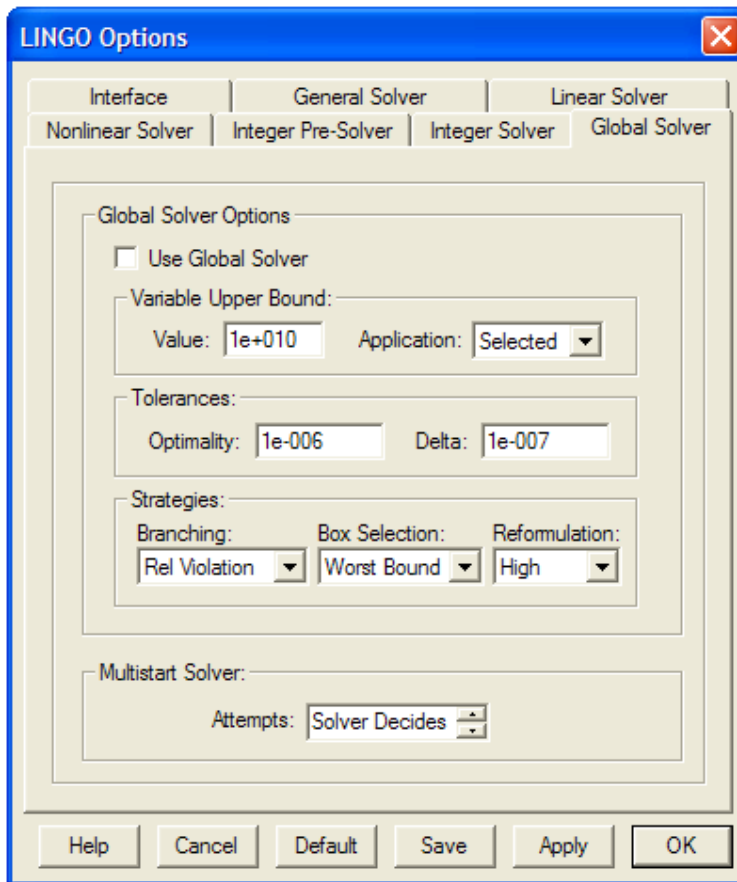 LINGO Options
Interface General Solver Linear Solver
Nonlinear Solver Integer Pre-Solver Integer Solver Global Solver
Global Solver Options
Use Global Solver
Variable Upper Bound:
Value: 1e+010 Application: Selected
Tolerances:
Optimality: 1e-006 Delta: 1e-007
Strategies:
Branching: Box Selection: Reformulation:
Rel Violation Worst Bound High
Multistart Solver:
Attempts: Solver Decides
Help Cancel Default Save Apply OK